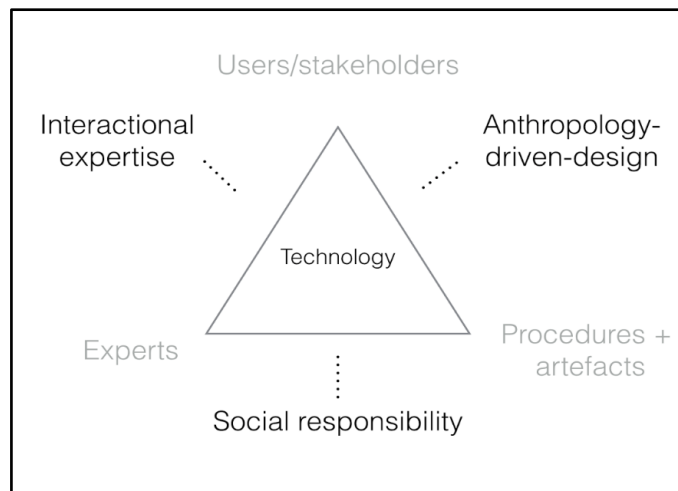 Users/stakeholders
Interactional
expertise
Anthropology-
driven-design
Technology
Experts
Procedures +
artefacts
Social responsibility